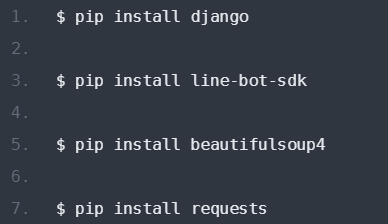 1. $ pip install django
2.
3. $ pip install line-bot-sdk
4.
5. $ pip install beautifulsoup4
6.
7. $ pip install requests